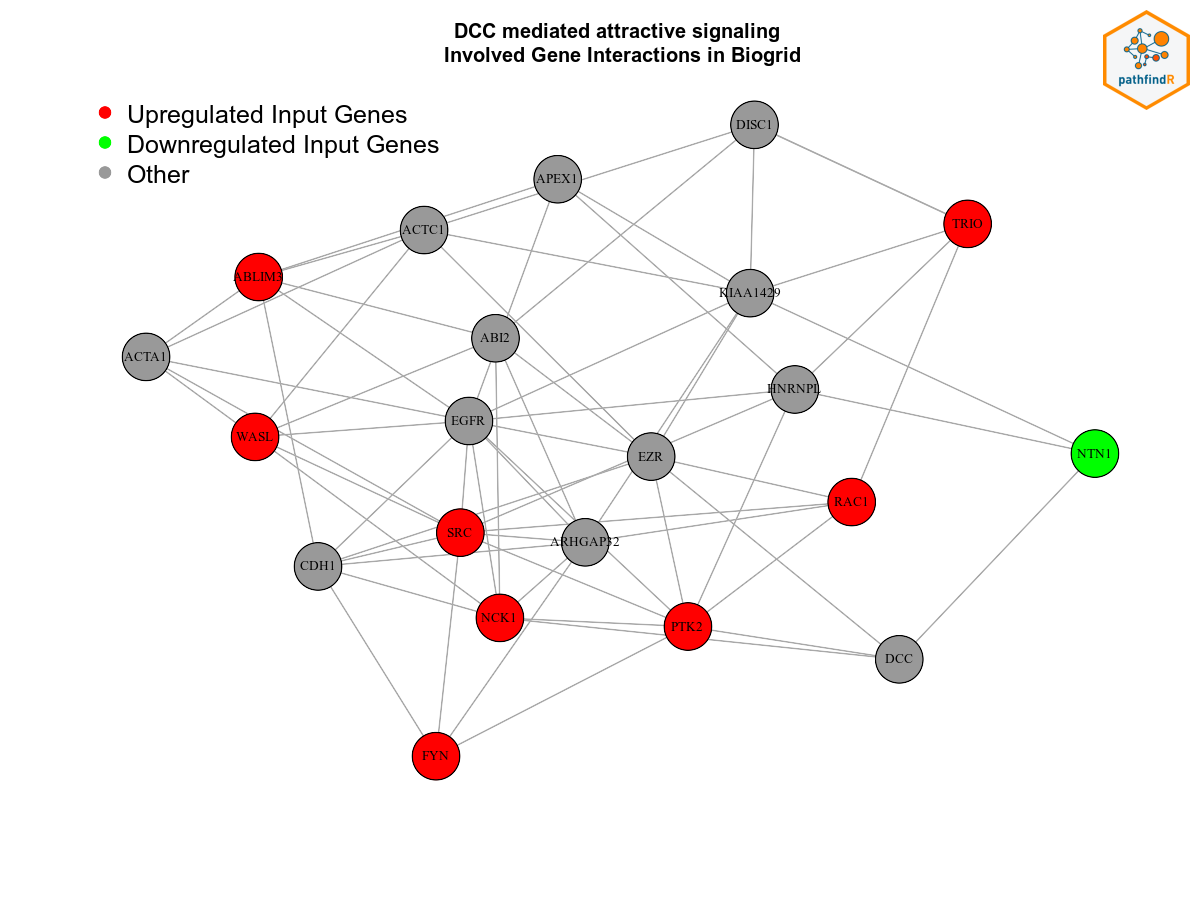 DCC mediated attractive signaling
Involved Gene Interactions in Biogrid
pathfindR
Upregulated Input Genes
Downregulated Input Genes
Other
DISC1
APEX1
TRIO
ACTC1
ABLIM3
KIAA1429
ABI2
ACTA1
HNRNPL
EGFR
WASL
NTN1
EZR
RAC1
SRC
ARHGAP32
CDH1
NCK1
PTK2
DCC
FYN